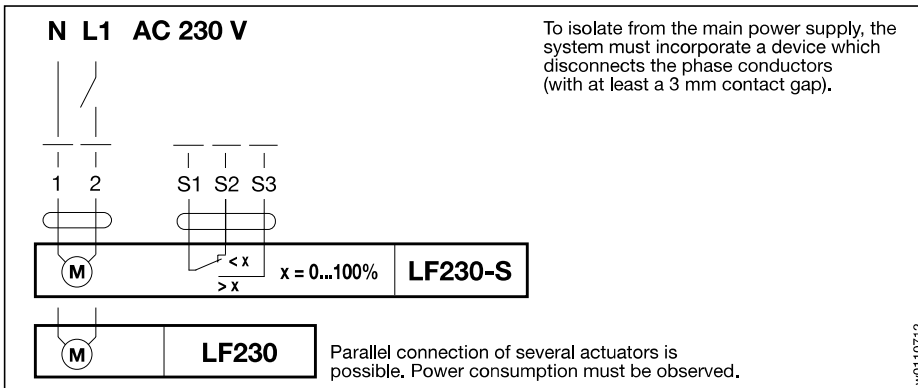 N L1 AC 230 V
To isolate from the main power supply, the
system must incorporate a device which
disconnects the phase conductors
(with at least a 3 mm contact gap).
1 2 S1 S2 S3
M
< x
> x
x = 0...100%
LF230-S
M
LF230
Parallel connection of several actuators is
possible. Power consumption must be observed.